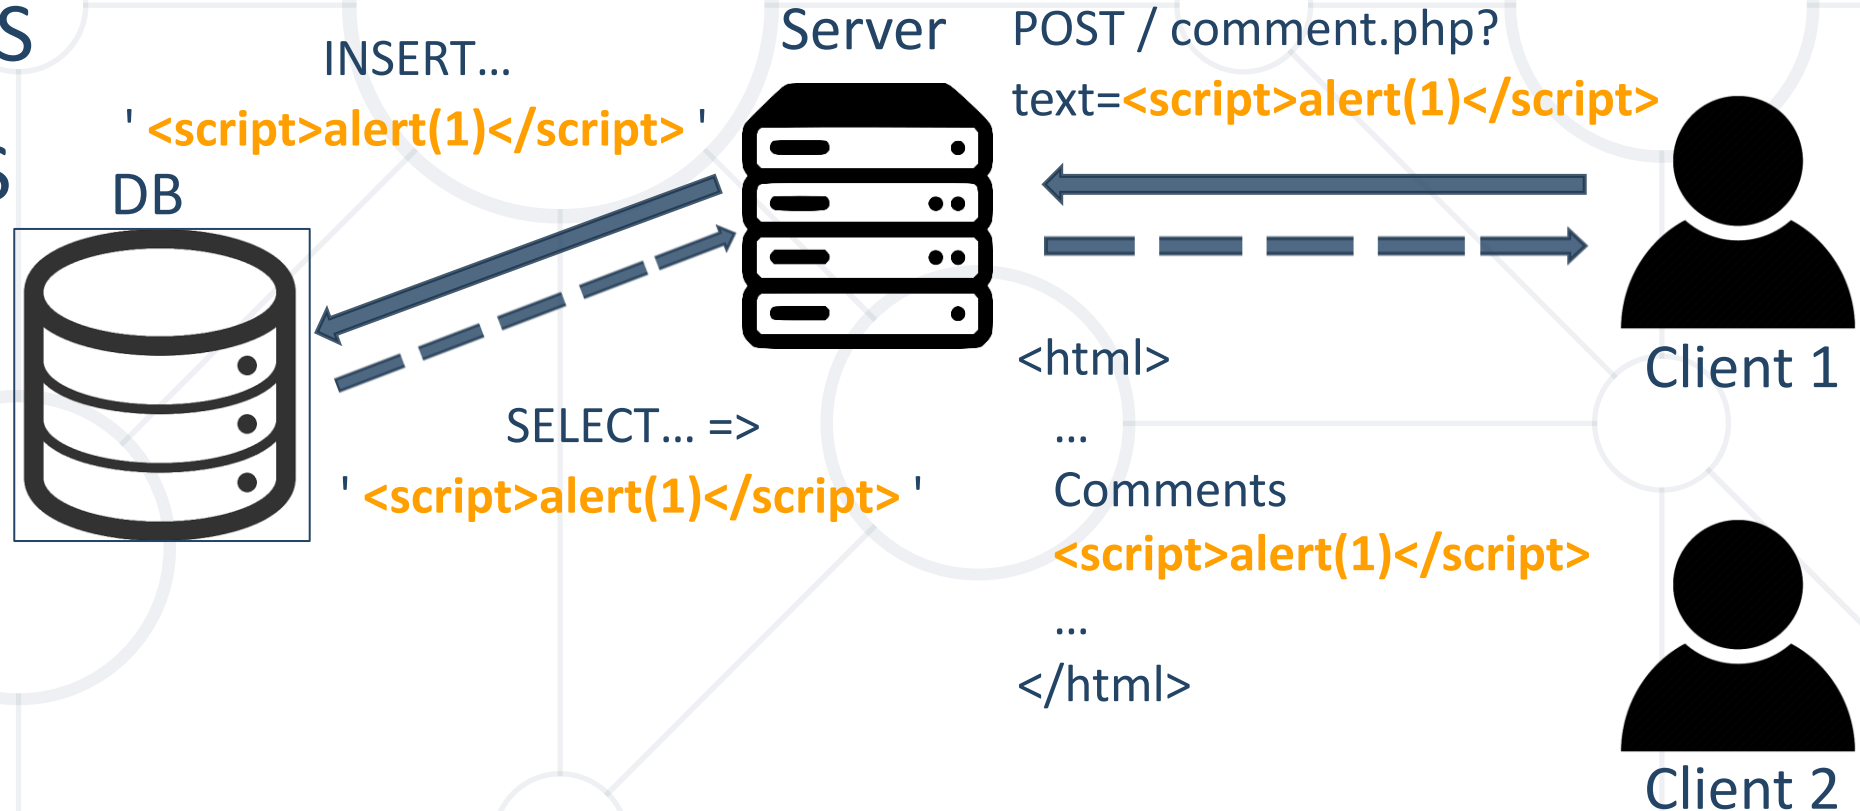 S
S
INSERT...
' <script>alert(1)</script> '
DB
Server
POST / comment.php?
text=<script>alert(1)</script>
Client 1
SELECT... =>
' <script>alert(1)</script> '
<html>
...
Comments
<script>alert(1)</script>
...
</html>
Client 2